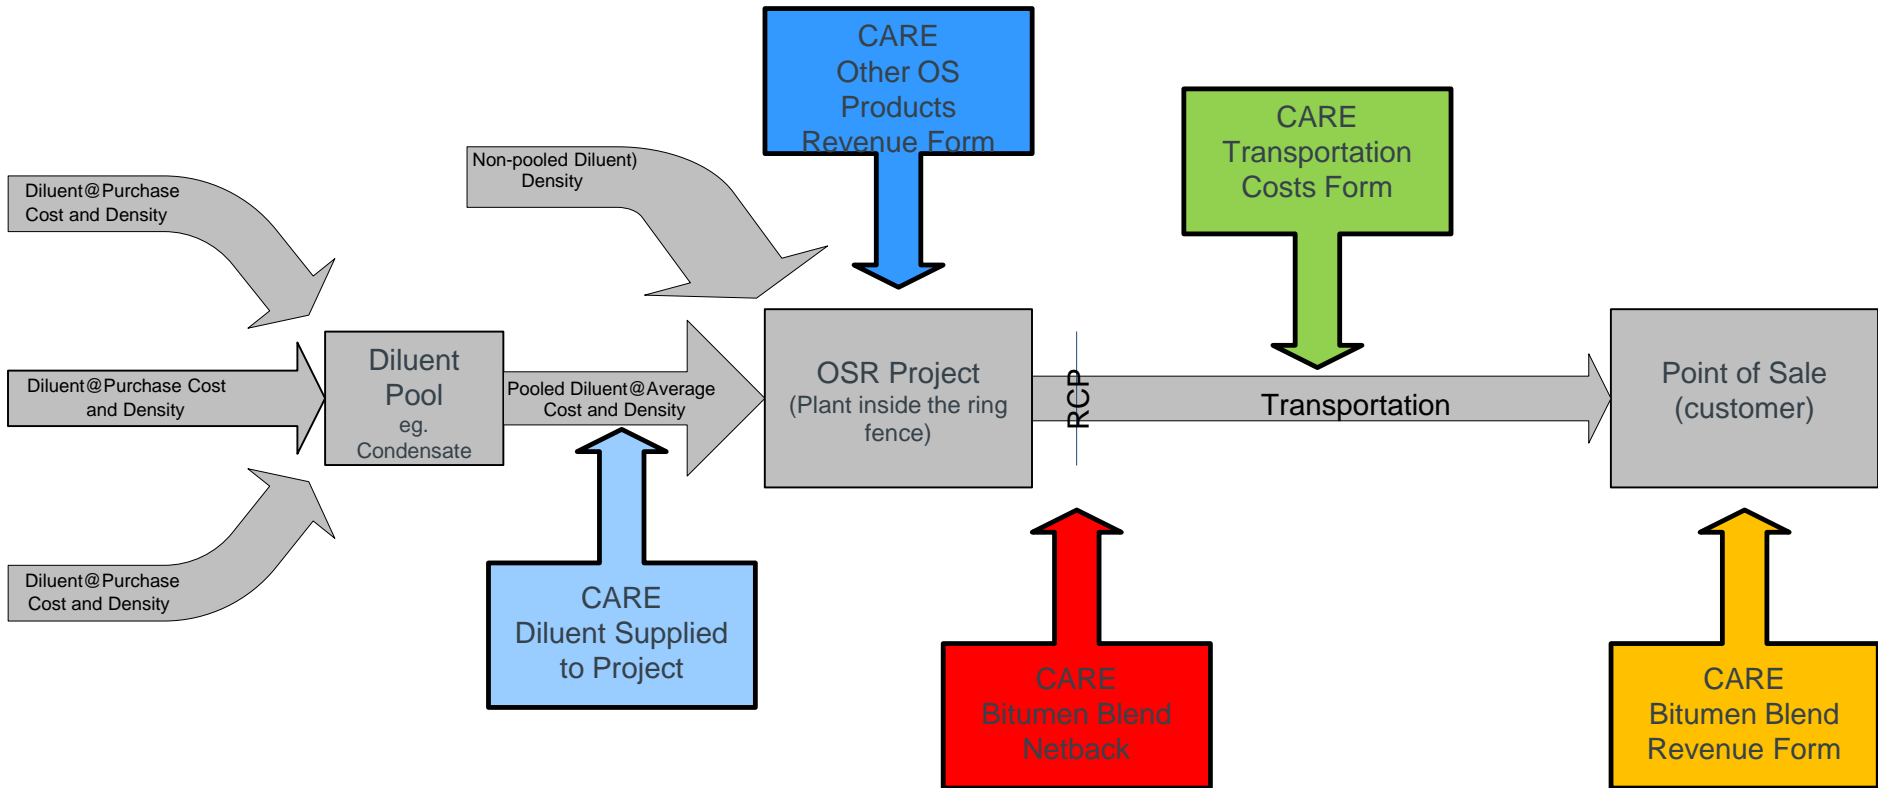 CARE
Other OS
Products
Revenue Form
CARE
Transportation
Costs Form
Non-pooled Diluent)
Density
Diluent@Purchase
Cost and Density
Diluent@Purchase Cost
and Density
Diluent
Pool
eg.
Condensate
Pooled Diluent@Average
Cost and Density
OSR Project
(Plant inside the ring
fence)
RCP
Transportation
Point of Sale
(customer)
Diluent@Purchase
Cost and Density
CARE
Diluent Supplied
to Project
CARE
Bitumen Blend
Netback
CARE
Bitumen Blend
Revenue Form